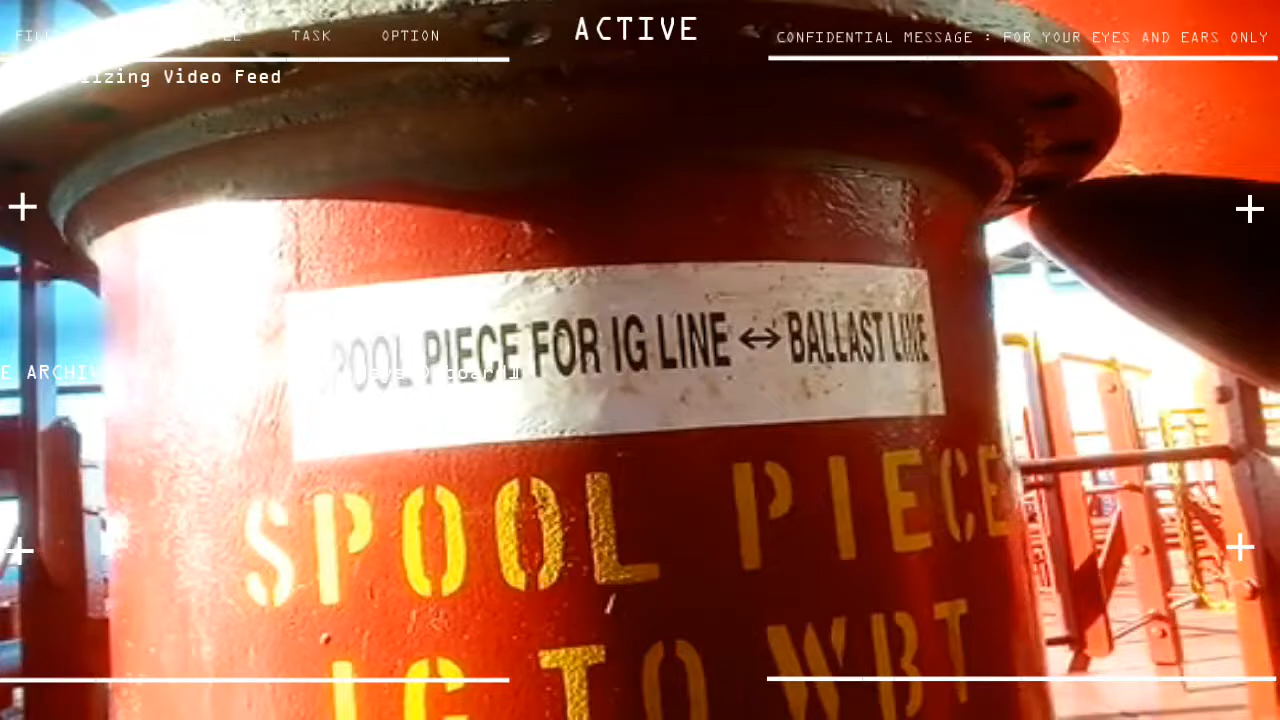 TASK OPTION
ACTIVE
CONFIDENTIAL MESSAGE : FOR YOUR EYES AND EARS ONLY
Video Feed
SPOOL PIECE FOR IG LINE ↔ BALLAST LINE
SPOOL PIECE
IG TO WBT